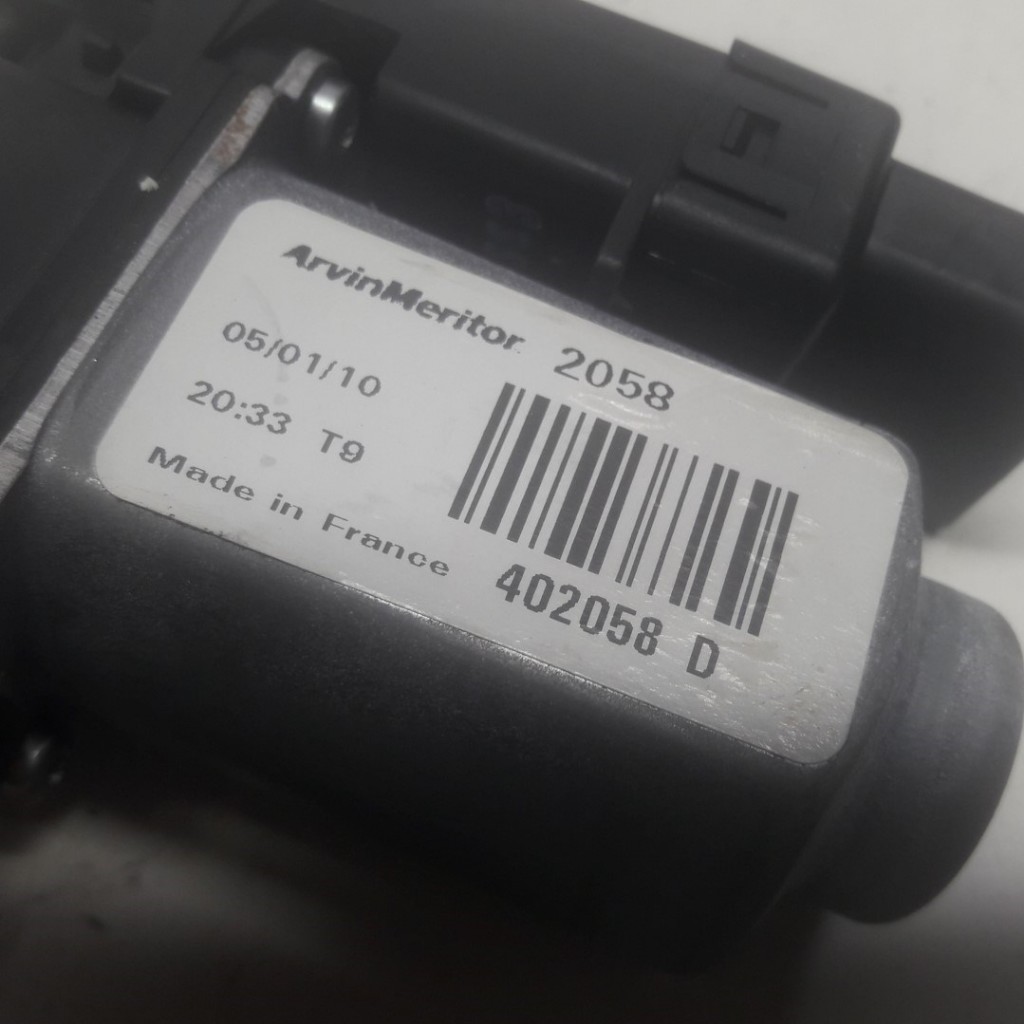 ArvinMeritor 2058
05/01/10
20:33 T9
Made in France 402058 D